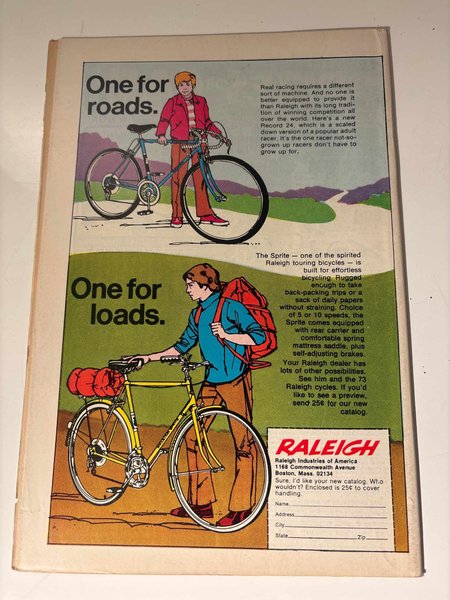 One for
roads.
Real racing requires a different
sort of machine. And no one is
better equipped to provide it
than Raleigh with its long tradi-
tion of winning competition all
over the world. Here's a new
Record 24, which is a scaled
down version of a popular adult
racer. It's the one racer not-so-
grown up racers don't have to
grow up for.
The Sprite — one of the spirited
Raleigh touring bicycles — is
built for effortless
bicycling. Rugged
enough to take
back-packing trips or a
sack of daily papers
without straining. Choice
of 5 or 10 speeds, the
Sprite comes equipped
with rear carrier and
comfortable spring
mattress saddle, plus
self-adjusting brakes.
Your Raleigh dealer has
lots of other possibilities.
See him and the 73
Raleigh cycles. If you'd
like to see a preview,
send 25¢ for our new
catalog.
One for
loads.
RALEIGH
Raleigh Industries of America
1168 Commonwealth Avenue
Boston, Mass. 02134
Sure, I'd like your new catalog. Who
wouldn't? Enclosed is 25¢ to cover
handling.
Name
Address
City
State Zip